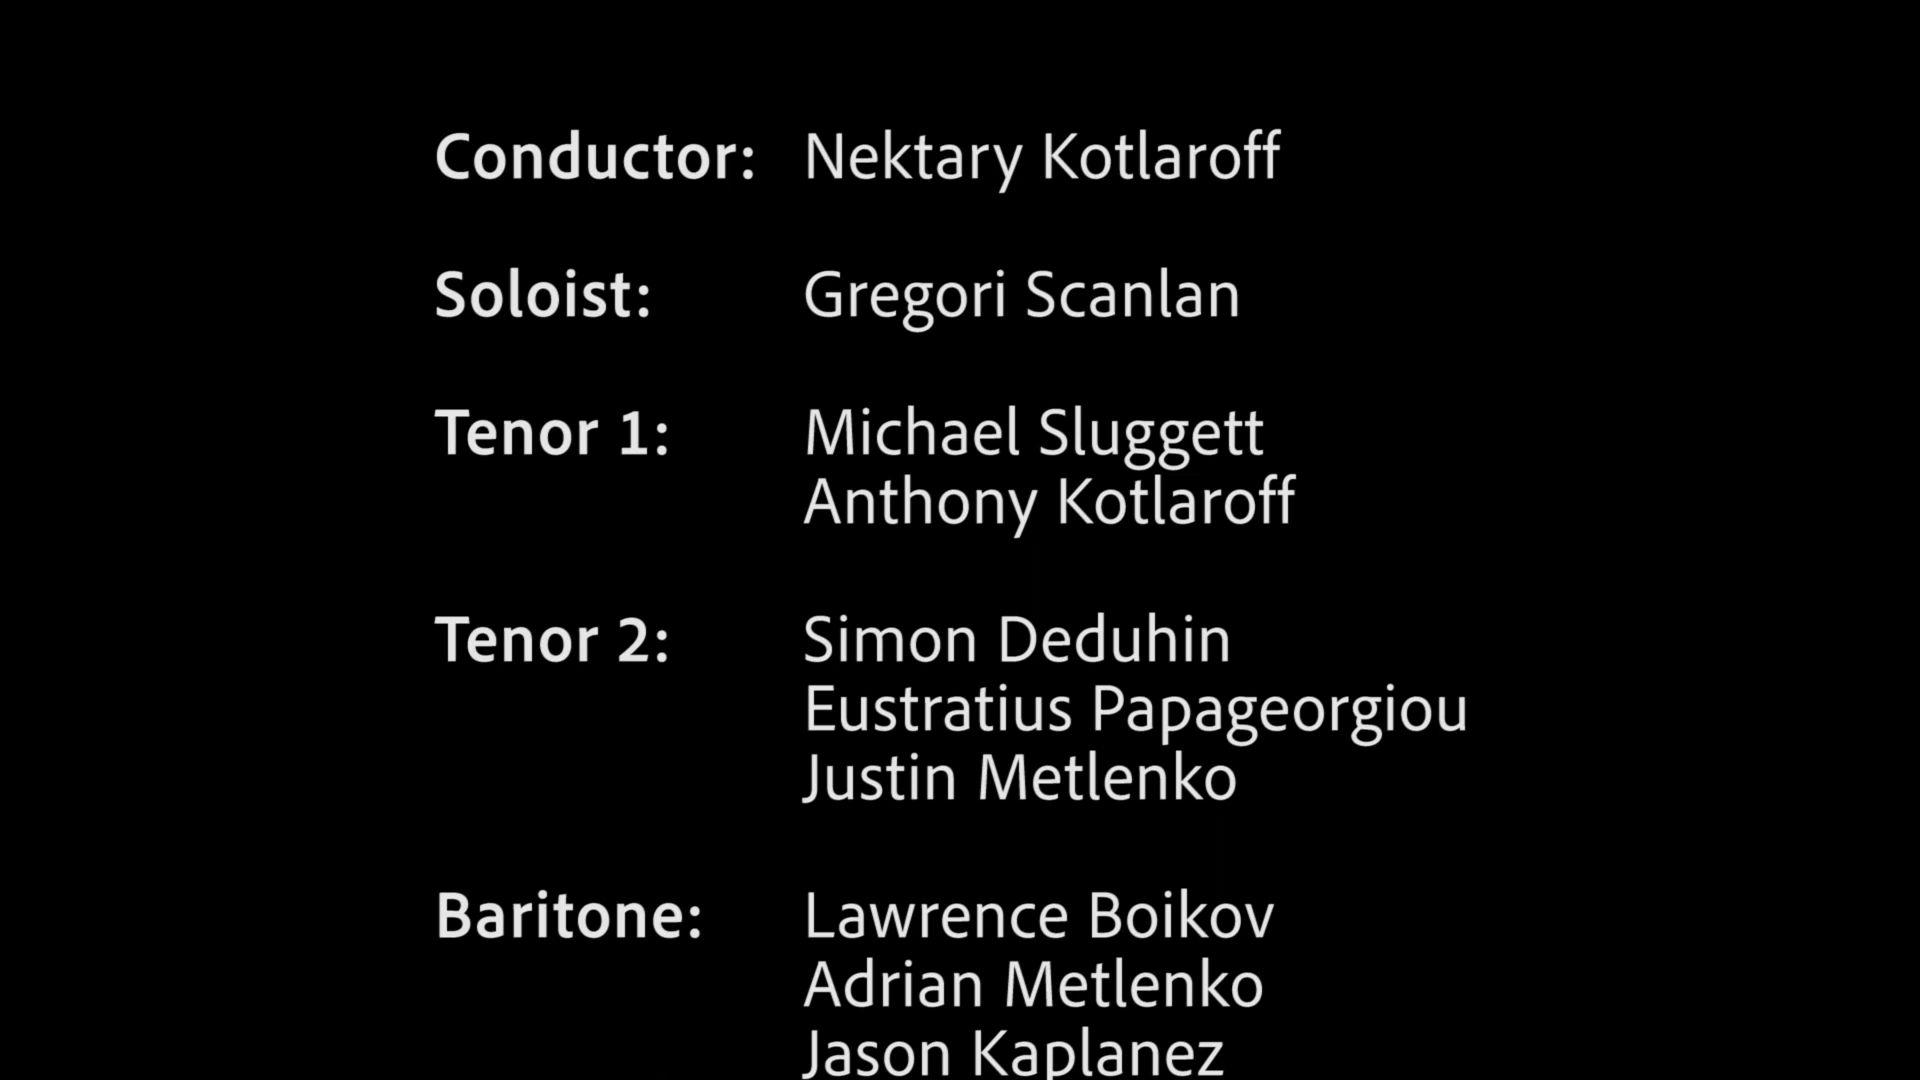 Conductor: Nektary Kotlaroff
Soloist: Gregori Scanlan
Tenor 1: Michael Sluggett
Anthony Kotlaroff
Tenor 2: Simon Deduhin
Eustratius Papageorgiou
Justin Metlenko
Baritone: Lawrence Boikov
Adrian Metlenko
Jason Kaplanez